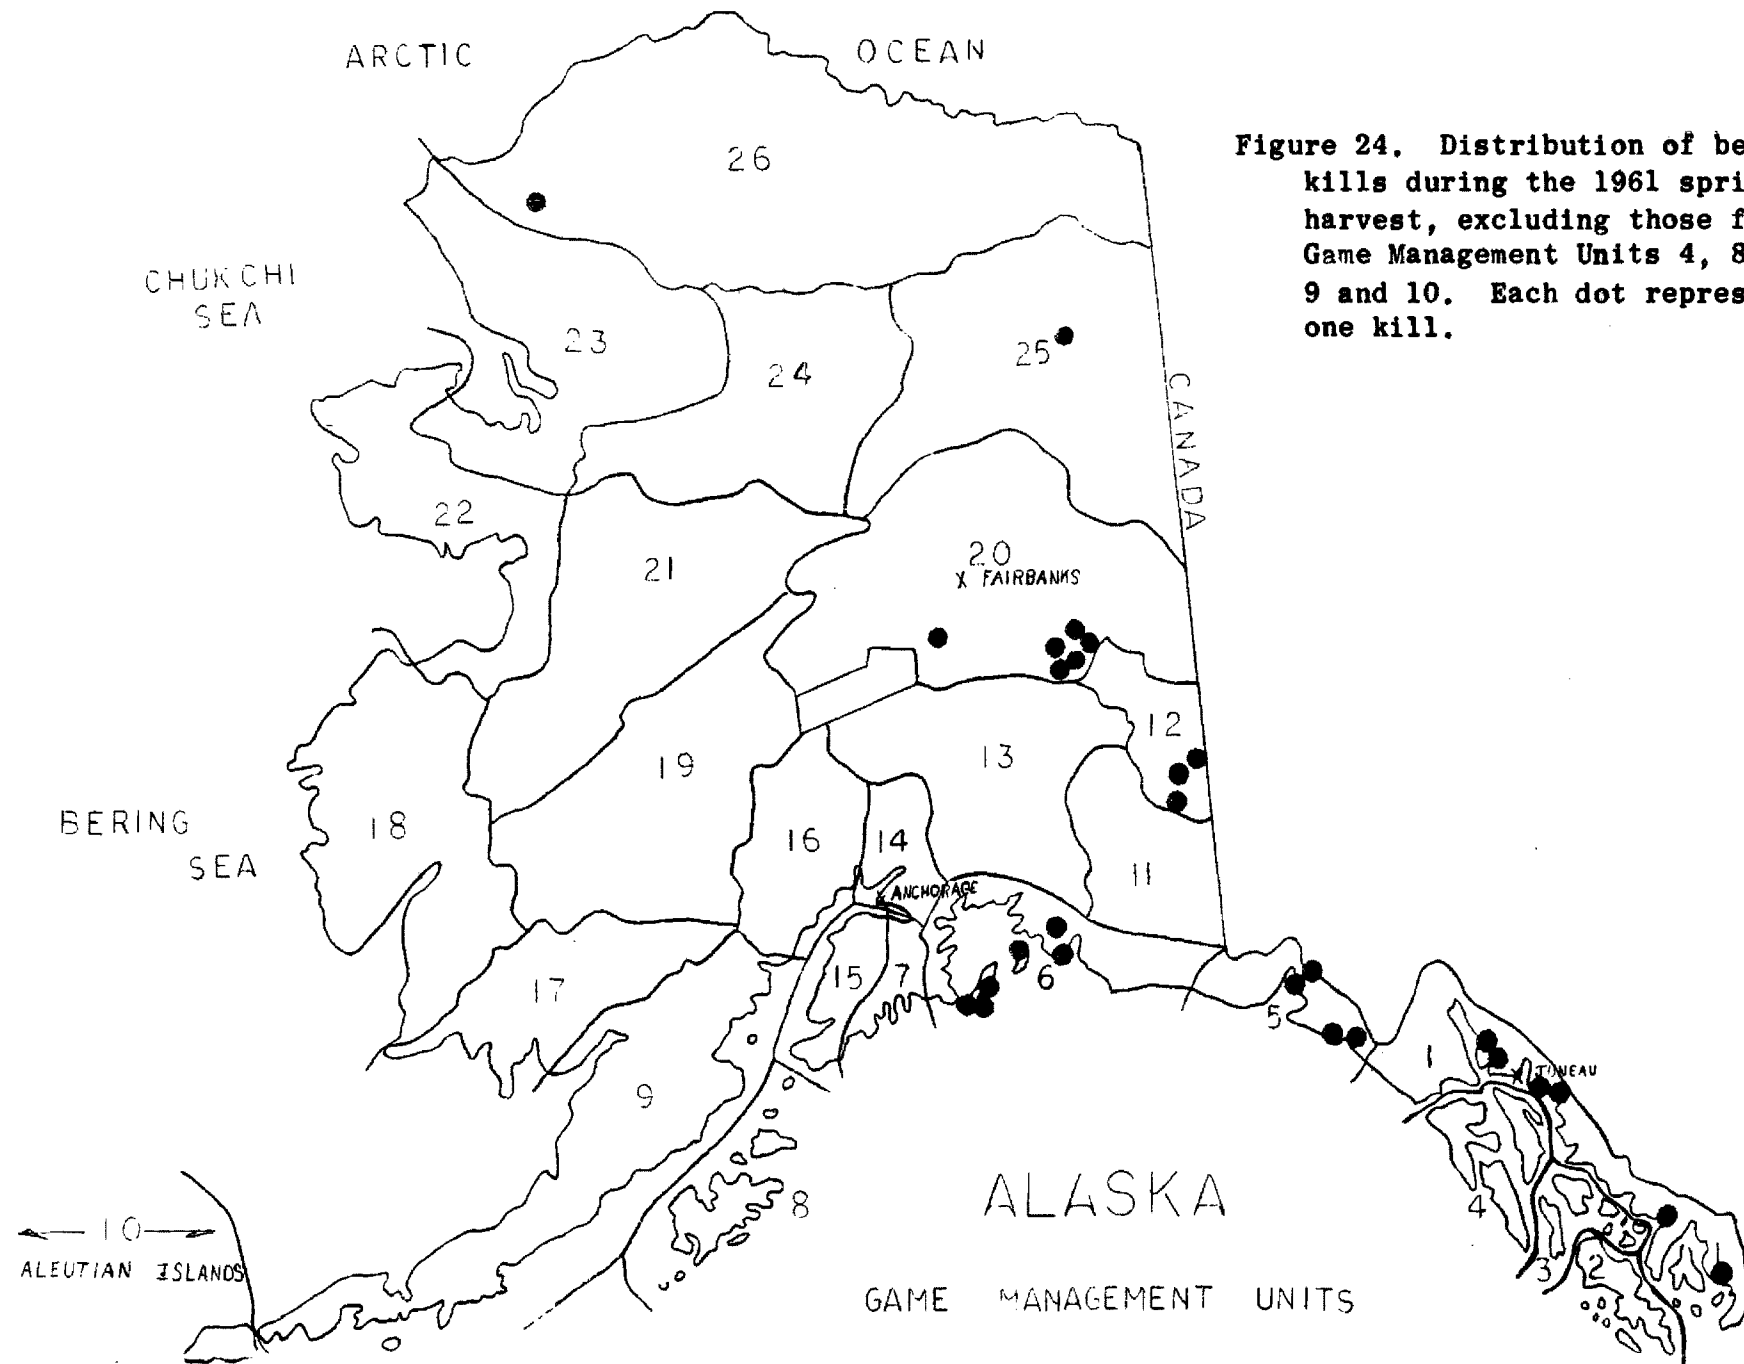 ARCTIC OCEAN
Figure 24. Distribution of be
kills during the 1961 spri
harvest, excluding those f
Game Management Units 4, 8
9 and 10. Each dot repres
one kill.
26
CHUKCHI
SEA
23
24
25
CANADA
22
21
20
X FAIRBANKS
12
13
19
BERING
SEA
18
16
14
11
X ANCHORAGE
17
15
7
6
5
1
X JUNEAU
9
8
4
ALASKA
10
ALEUTIAN ISLANDS
3
2
GAME MANAGEMENT UNITS